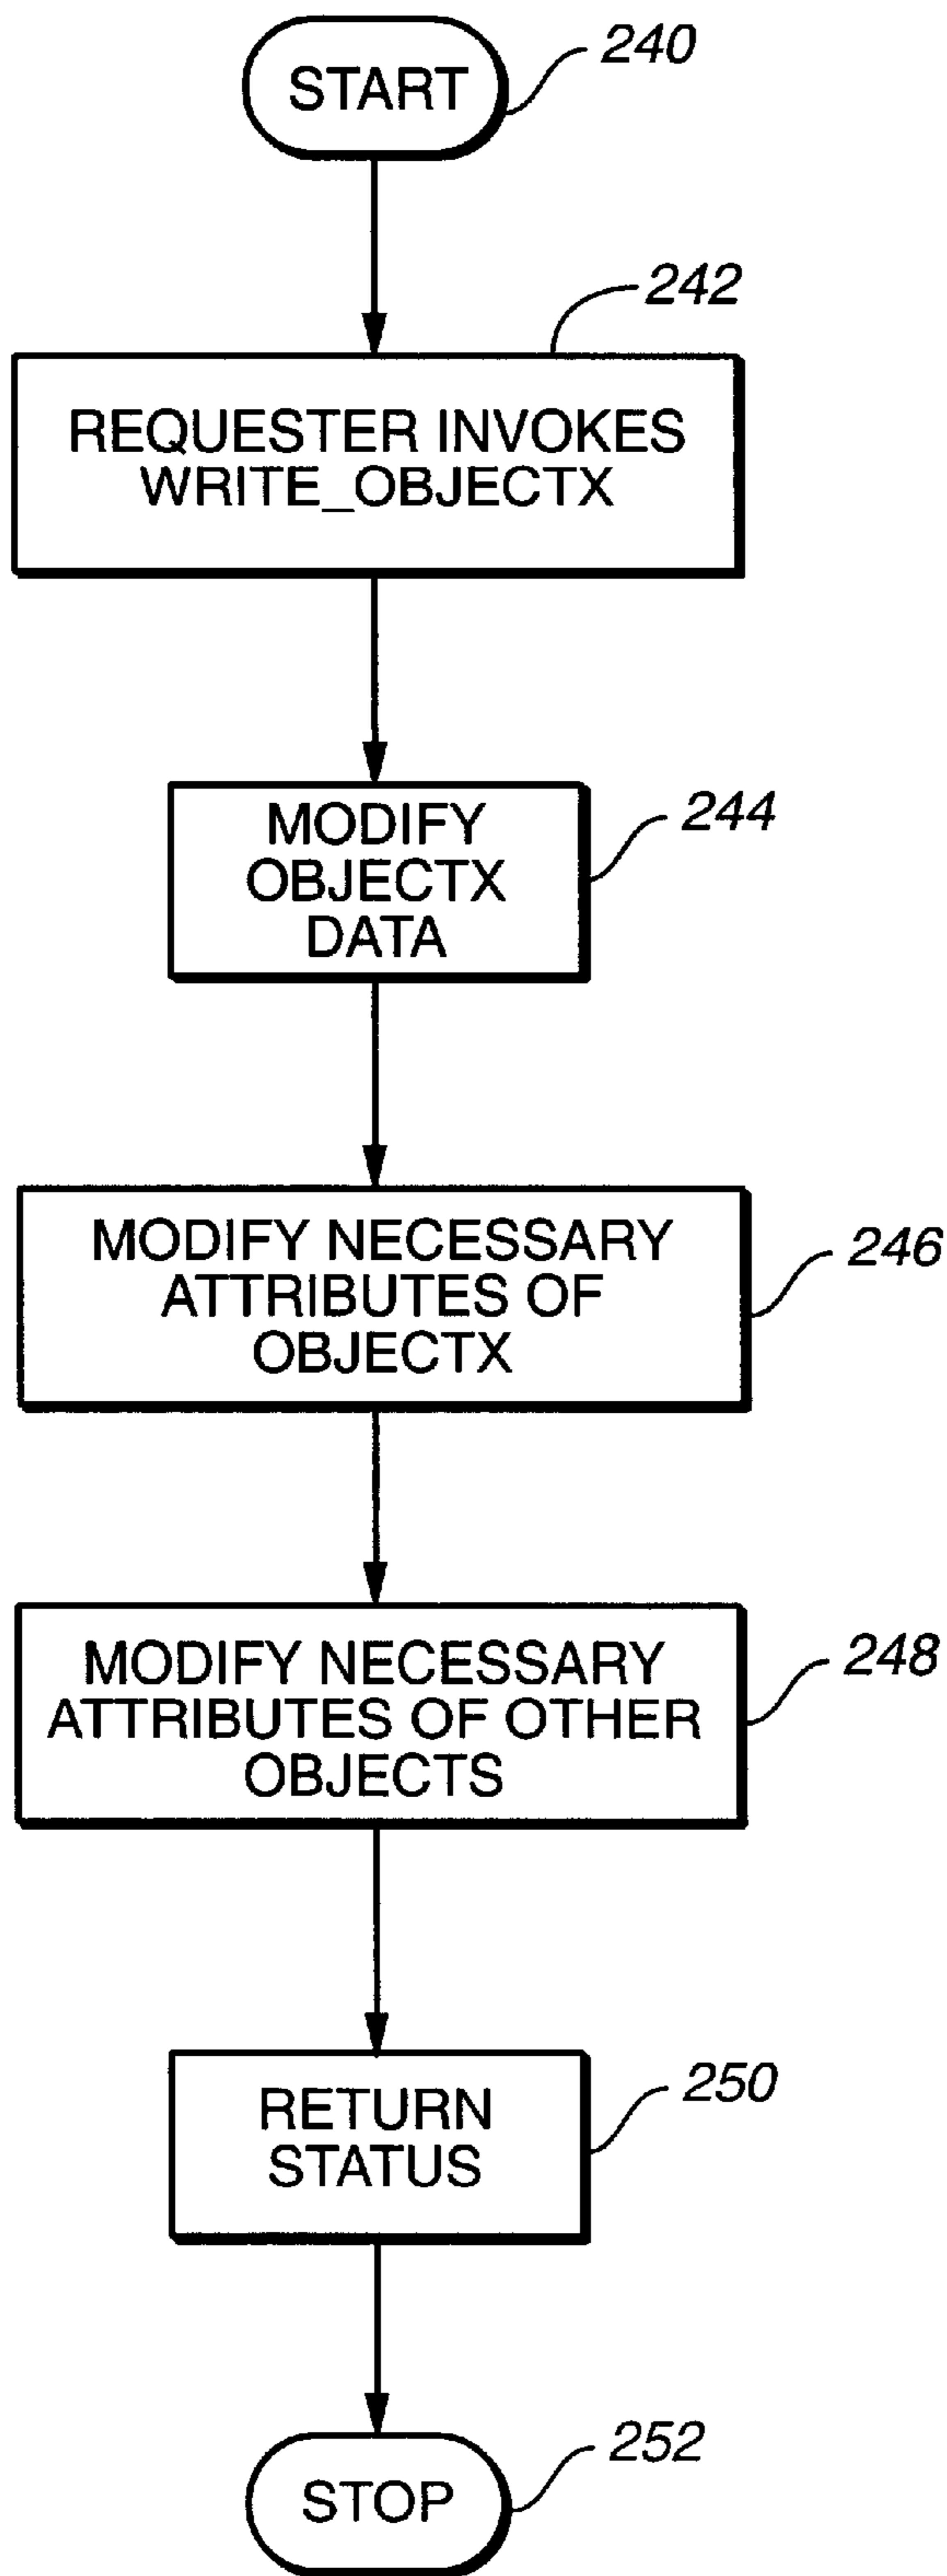 START
240
242
REQUESTER INVOKES
WRITE_OBJECTX
MODIFY
OBJECTX
DATA
244
MODIFY NECESSARY
ATTRIBUTES OF
OBJECTX
246
MODIFY NECESSARY
ATTRIBUTES OF OTHER
OBJECTS
248
RETURN
STATUS
250
STOP
252